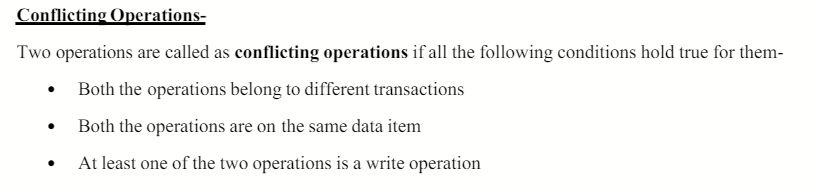 Conflicting Operations-
Two operations are called as conflicting operations if all the following conditions hold true for them-
• Both the operations belong to different transactions
• Both the operations are on the same data item
• At least one of the two operations is a write operation